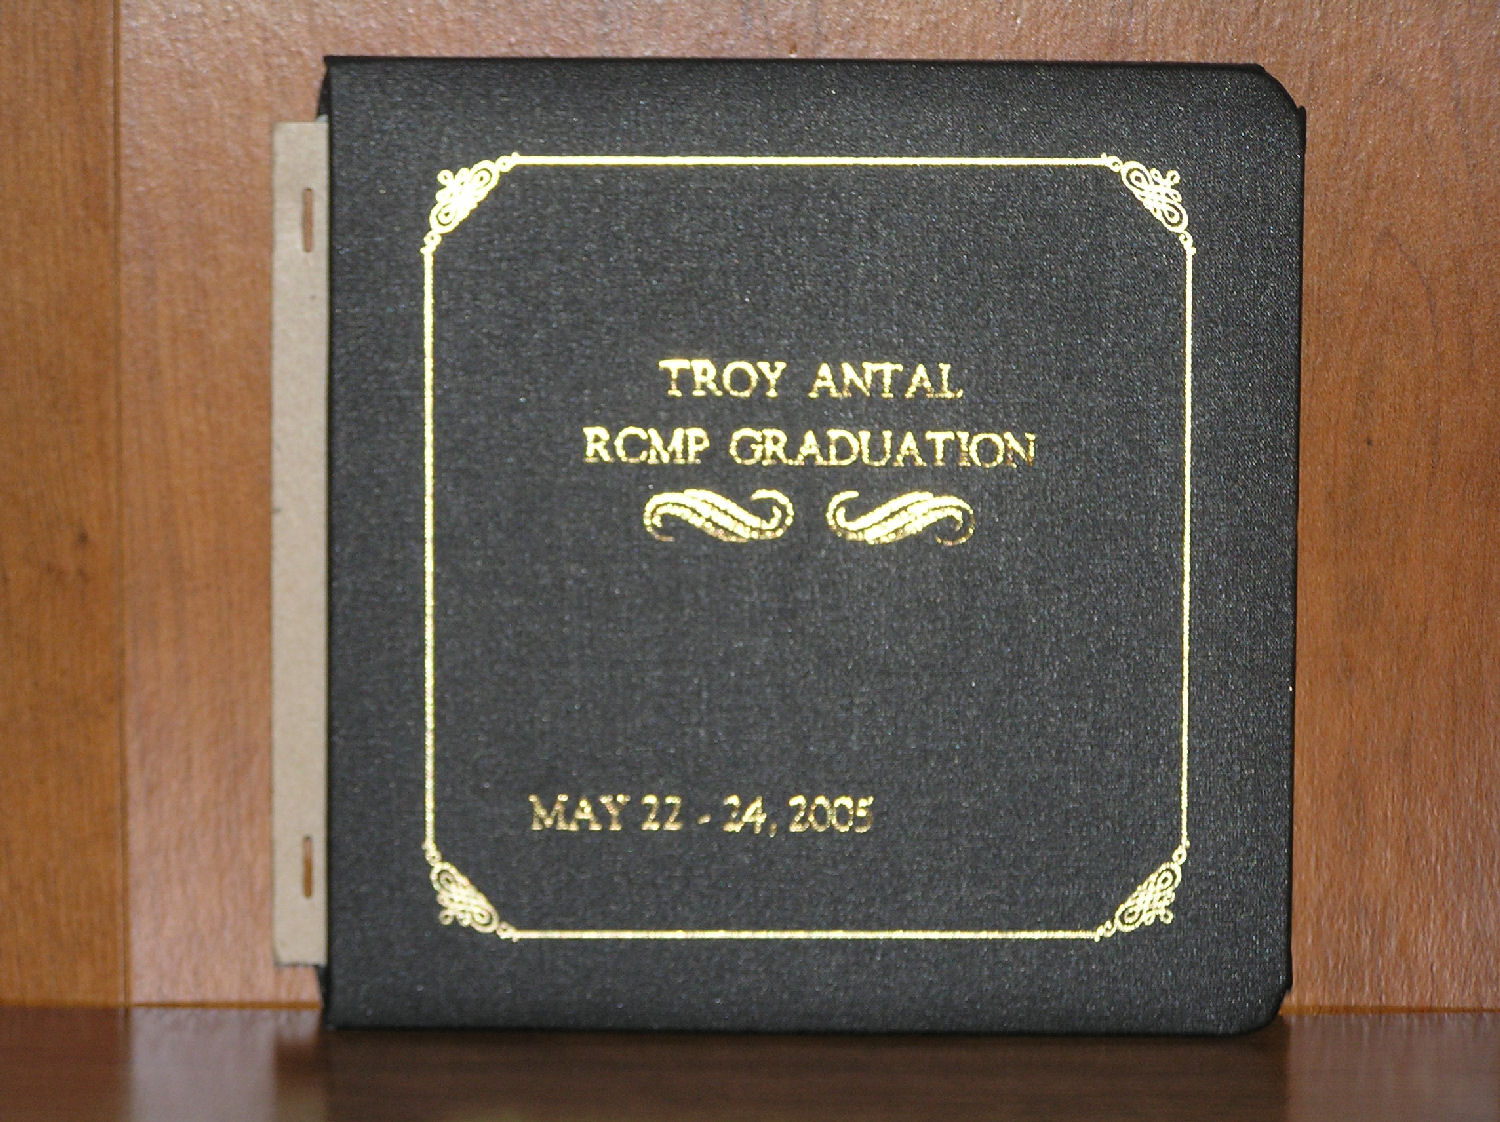 TROY ANTAL
RCMP GRADUATION
MAY 22 - 24, 2005